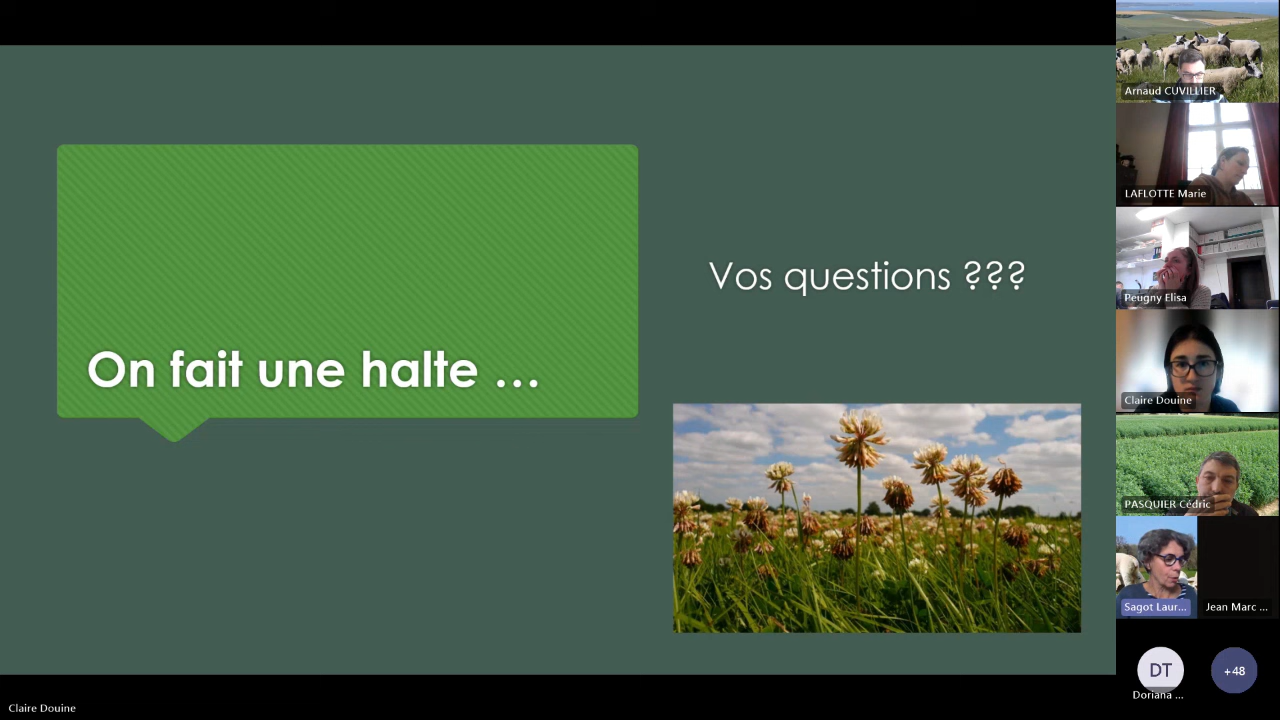 On fait une halte ...
Vos questions ???
Arnaud CUVILLIER
LAFLOTTE Marie
Peugny Elisa
Claire Douine
PASQUIER Cédric
Sagot Laur...
Jean Marc ...
DT
Doriana ...
+48
Claire Douine